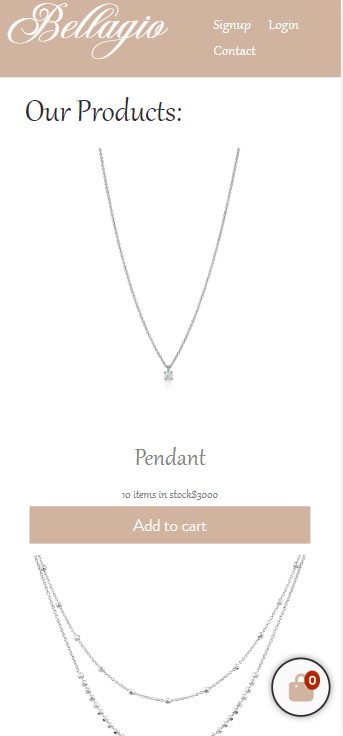 Bellagio
Signup Login
Contact
Our Products:
Pendant
10 items in stock$3000
Add to cart
0